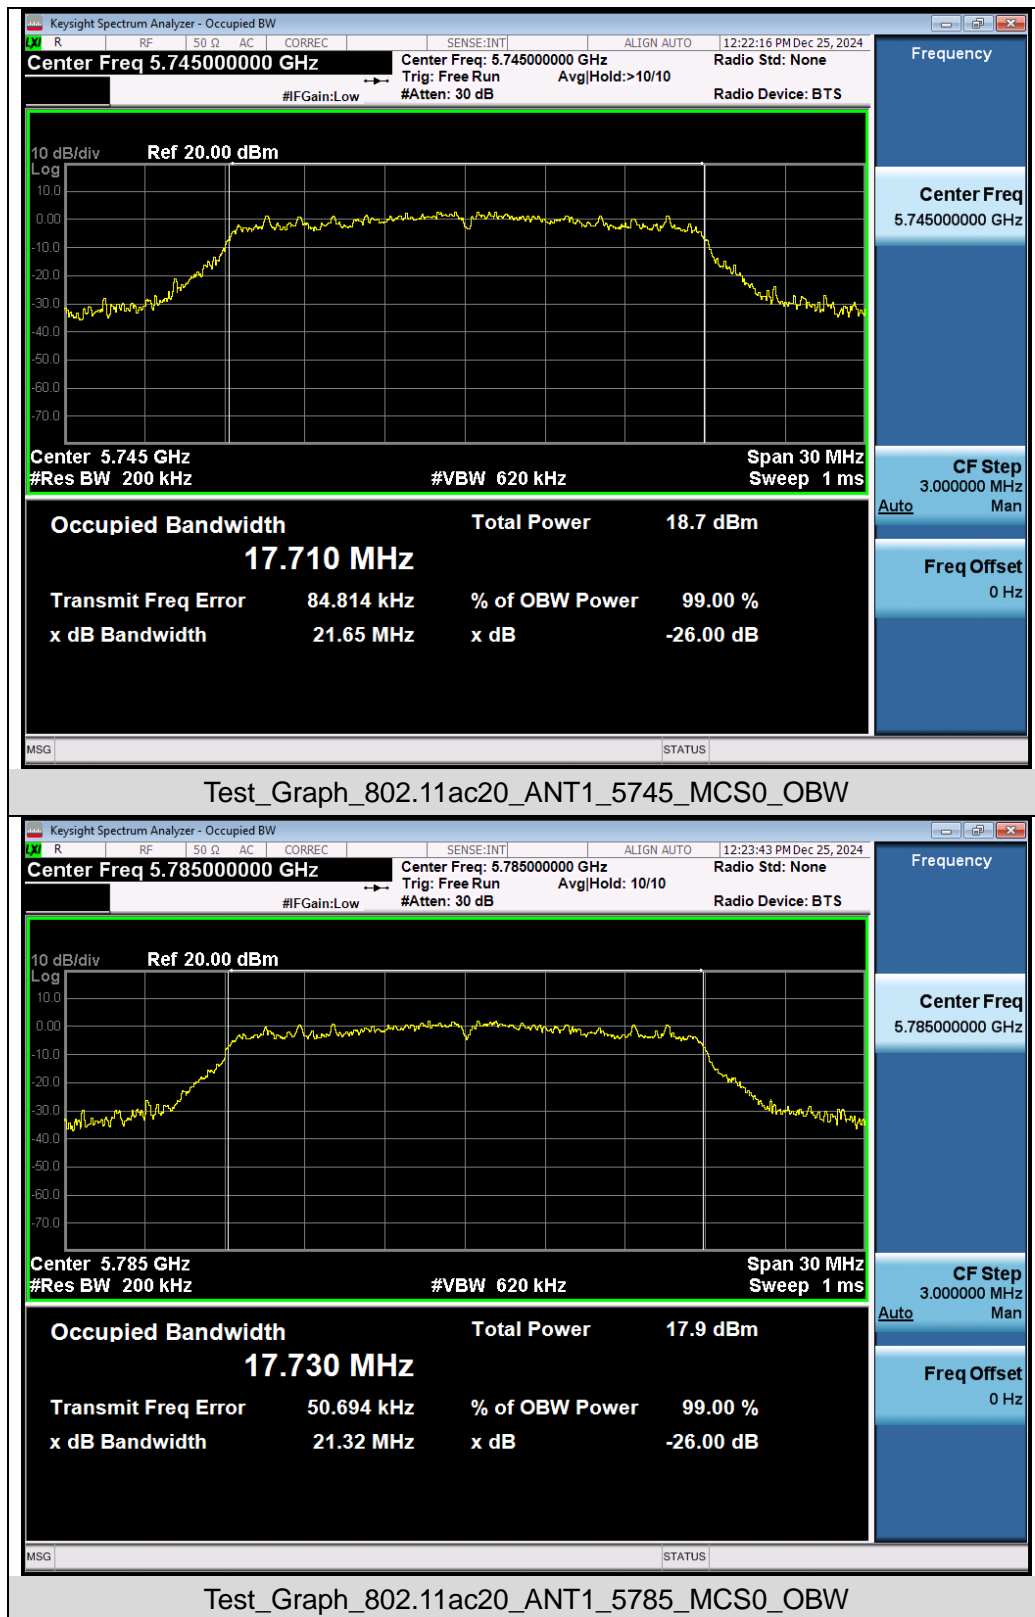 Keysight Spectrum Analyzer - Occupied BW
LXI R RF 50 Ω AC CORREC SENSE:INT ALIGN AUTO 12:22:16 PM Dec 25, 2024
Center Freq 5.745000000 GHz
Center Freq: 5.745000000 GHz Radio Std: None
Trig: Free Run Avg|Hold:>10/10
#IFGain:Low #Atten: 30 dB Radio Device: BTS
Frequency
10 dB/div Ref 20.00 dBm
Log
10.0
0.00
-10.0
-20.0
-30.0
-40.0
-50.0
-60.0
-70.0
Center 5.745 GHz Span 30 MHz
#Res BW 200 kHz #VBW 620 kHz Sweep 1 ms
Center Freq
5.745000000 GHz
CF Step
3.000000 MHz
Auto Man
Freq Offset
0 Hz
Occupied Bandwidth Total Power 18.7 dBm
17.710 MHz
Transmit Freq Error 84.814 kHz % of OBW Power 99.00 %
x dB Bandwidth 21.65 MHz x dB -26.00 dB
MSG STATUS
Test_Graph_802.11ac20_ANT1_5745_MCS0_OBW
Keysight Spectrum Analyzer - Occupied BW
LXI R RF 50 Ω AC CORREC SENSE:INT ALIGN AUTO 12:23:43 PM Dec 25, 2024
Center Freq 5.785000000 GHz
Center Freq: 5.785000000 GHz Radio Std: None
Trig: Free Run Avg|Hold: 10/10
#IFGain:Low #Atten: 30 dB Radio Device: BTS
Frequency
10 dB/div Ref 20.00 dBm
Log
10.0
0.00
-10.0
-20.0
-30.0
-40.0
-50.0
-60.0
-70.0
Center 5.785 GHz Span 30 MHz
#Res BW 200 kHz #VBW 620 kHz Sweep 1 ms
Center Freq
5.785000000 GHz
CF Step
3.000000 MHz
Auto Man
Freq Offset
0 Hz
Occupied Bandwidth Total Power 17.9 dBm
17.730 MHz
Transmit Freq Error 50.694 kHz % of OBW Power 99.00 %
x dB Bandwidth 21.32 MHz x dB -26.00 dB
MSG STATUS
Test_Graph_802.11ac20_ANT1_5785_MCS0_OBW